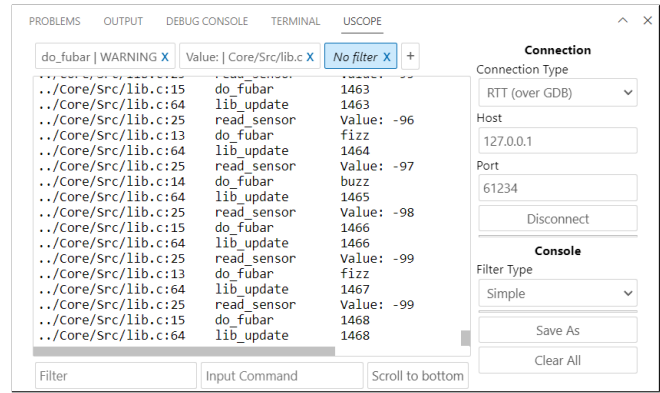 PROBLEMS OUTPUT DEBUG CONSOLE TERMINAL USCOPE
do_fubar | WARNING X Value: | Core/Src/lib.c X No filter X +
../Core/Src/lib.c:25 read_sensor Value: -99
../Core/Src/lib.c:15 do_fubar 1463
../Core/Src/lib.c:64 lib_update 1463
../Core/Src/lib.c:25 read_sensor Value: -96
../Core/Src/lib.c:13 do_fubar fizz
../Core/Src/lib.c:64 lib_update 1464
../Core/Src/lib.c:25 read_sensor Value: -97
../Core/Src/lib.c:14 do_fubar buzz
../Core/Src/lib.c:64 lib_update 1465
../Core/Src/lib.c:25 read_sensor Value: -98
../Core/Src/lib.c:15 do_fubar 1466
../Core/Src/lib.c:64 lib_update 1466
../Core/Src/lib.c:25 read_sensor Value: -99
../Core/Src/lib.c:13 do_fubar fizz
../Core/Src/lib.c:64 lib_update 1467
../Core/Src/lib.c:25 read_sensor Value: -99
../Core/Src/lib.c:15 do_fubar 1468
../Core/Src/lib.c:64 lib_update 1468
Filter Input Command Scroll to bottom
Connection
Connection Type
RTT (over GDB)
Host
127.0.0.1
Port
61234
Disconnect
Console
Filter Type
Simple
Save As
Clear All